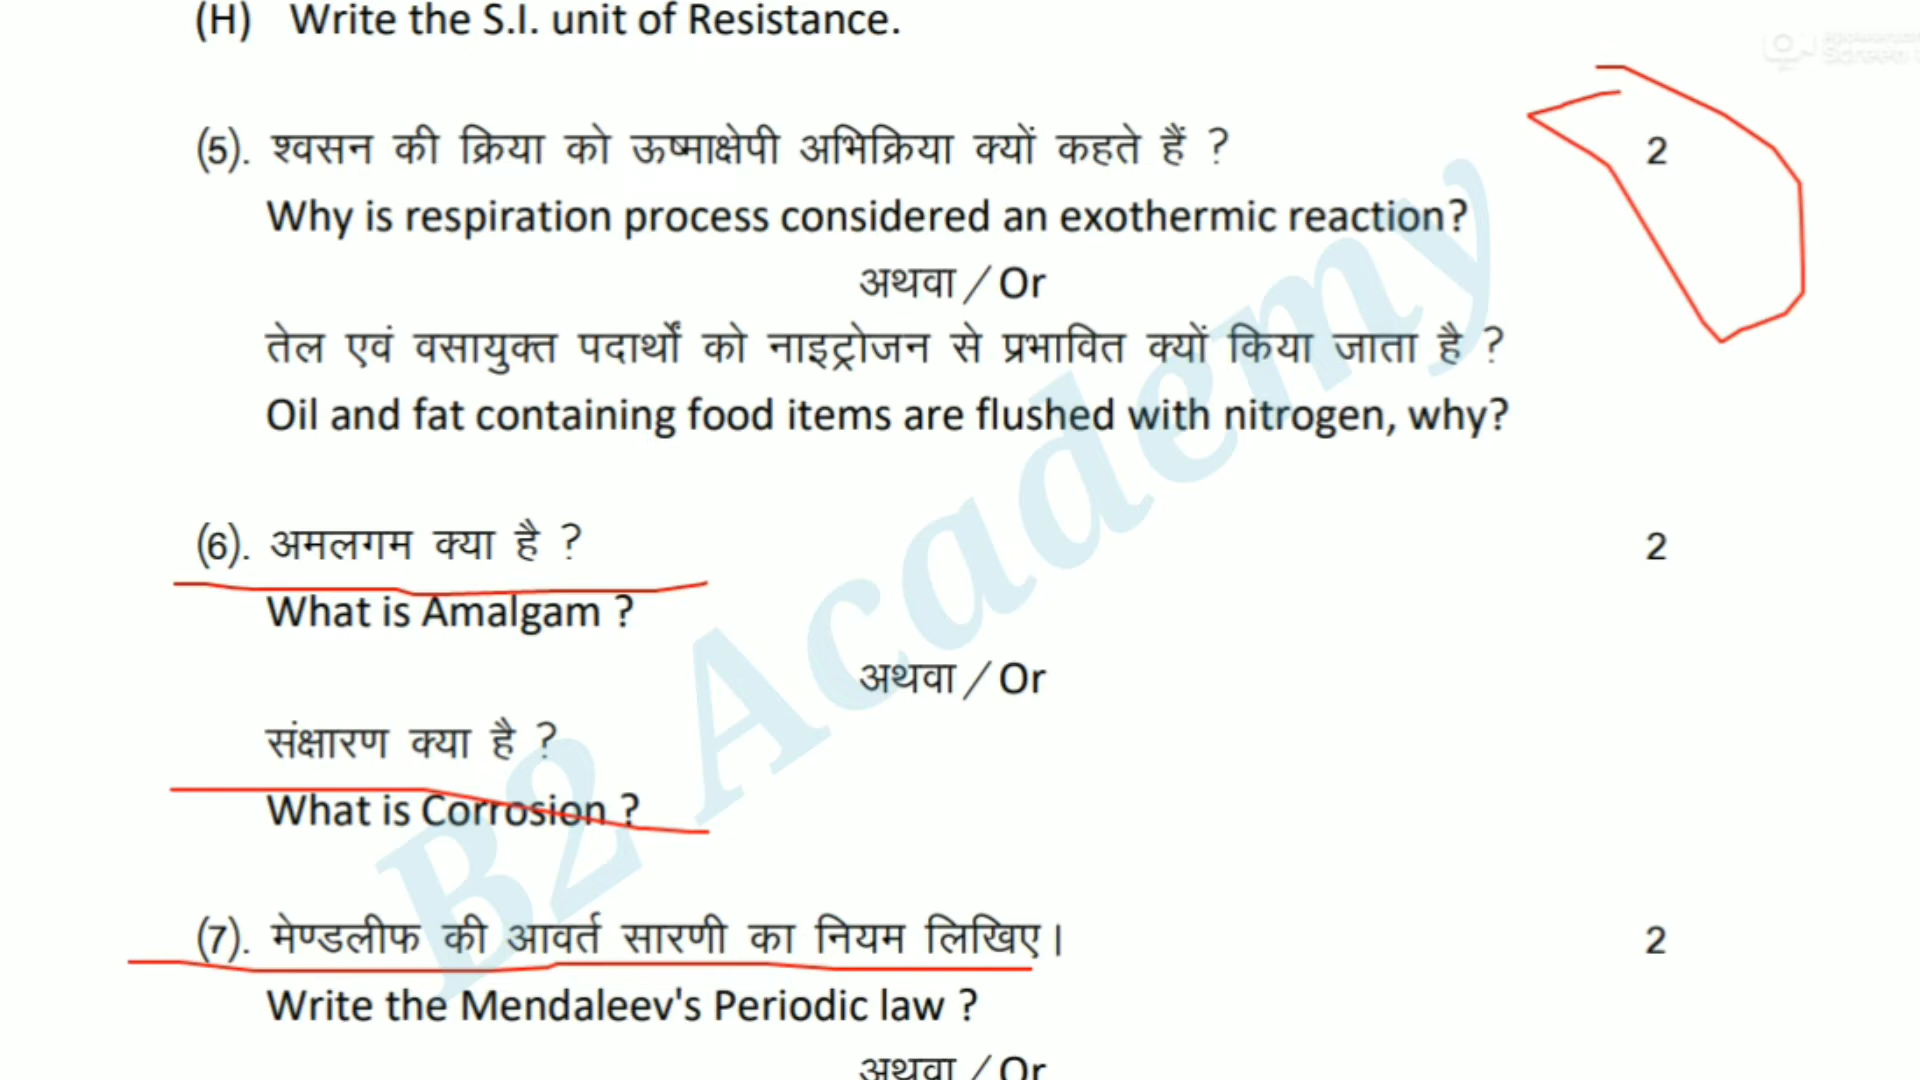 (H) Write the S.I. unit of Resistance.
(5). श्वसन की क्रिया को ऊष्माक्षेपी अभिक्रिया क्यों कहते हैं ? 2
Why is respiration process considered an exothermic reaction?
अथवा / Or
तेल एवं वसायुक्त पदार्थों को नाइट्रोजन से प्रभावित क्यों किया जाता है ?
Oil and fat containing food items are flushed with nitrogen, why?
(6). अमलगम क्या है ? 2
What is Amalgam ?
अथवा / Or
संक्षारण क्या है ?
What is Corrosion ?
(7). मेण्डलीफ की आवर्त सारणी का नियम लिखिए। 2
Write the Mendaleev's Periodic law ?
अथवा / Or
B2 Academy